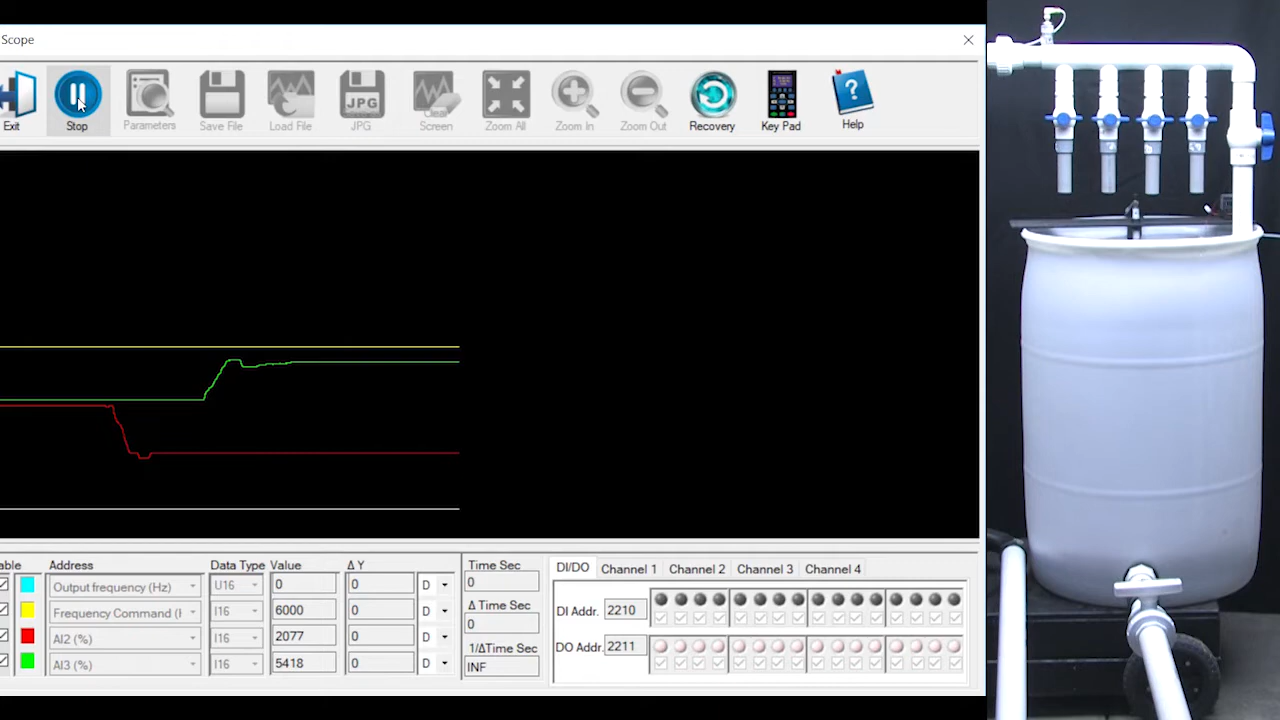 Scope
Exit
Stop
Parameters
Save File
Load File
JPG
JPG
Clear
Screen
Zoom All
Zoom In
Zoom Out
Recovery
Key Pad
?
Help
able Address Data Type Value Δ Y
Output frequency (Hz) U16 0 0 D
Frequency Command (H I16 6000 0 D
AI2 (%) I16 2077 0 D
AI3 (%) I16 5418 0 D
Time Sec
0
Δ Time Sec
0
1/ΔTime Sec
INF
DI/DO Channel 1 Channel 2 Channel 3 Channel 4
DI Addr. 2210
DO Addr. 2211